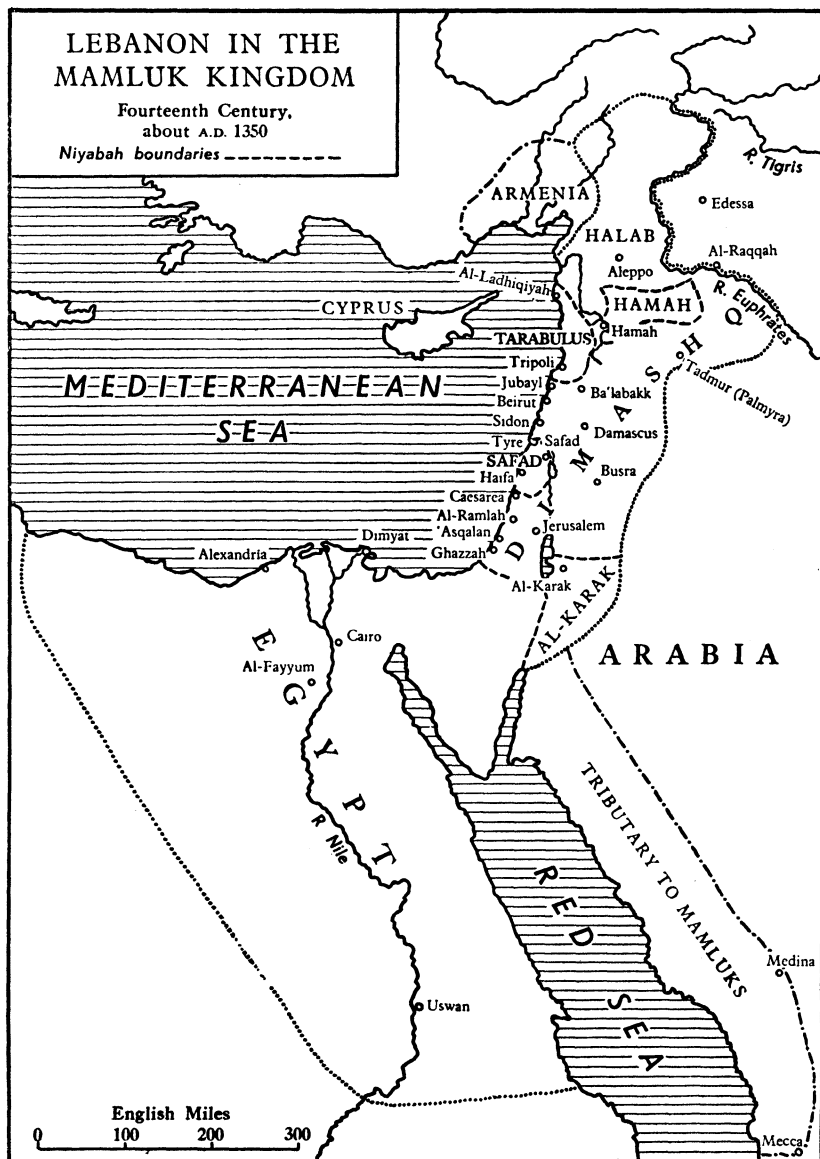 LEBANON IN THE
MAMLUK KINGDOM
Fourteenth Century,
about A.D. 1350
Niyabah boundaries
R. Tigris
ARMENIA
Edessa
HALAB
Al-Raqqah
Aleppo
Al-Ladhiqiyah
R. Euphrates
HAMAH
CYPRUS
Hamah
TARABULUS
Tripoli
Tadmur (Palmyra)
MEDITERRANEAN
SEA
Jubayl
Ba'labakk
Beirut
DIMASHQ
Sidon
Damascus
Tyre
Safad
SAFAD
Haifa
Busra
Caesarea
Al-Ramlah
Jerusalem
'Asqalan
Dimyat
Alexandria
Ghazzah
Al-Karak
AL-KARAK
Cairo
ARABIA
Al-Fayyum
EGYPT
R Nile
TRIBUTARY TO MAMLUKS
RED SEA
Medina
Uswan
English Miles
0 100 200 300
Mecca